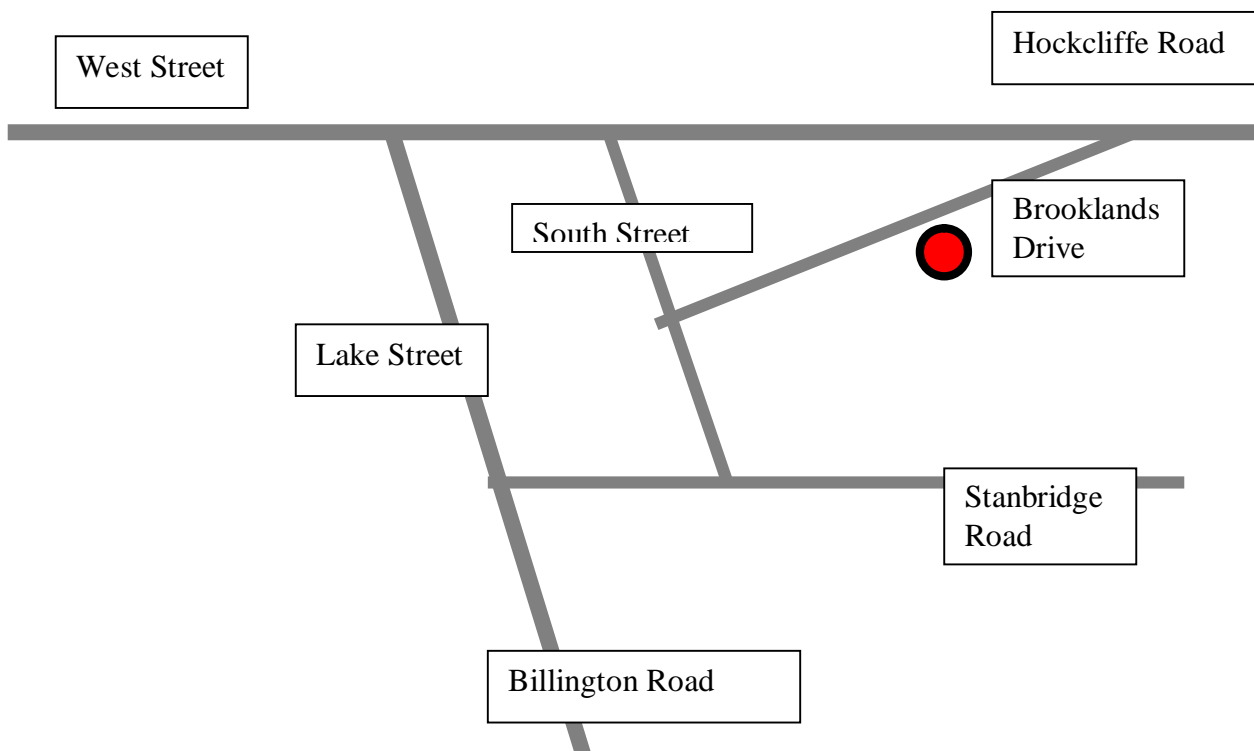 West Street
Hockcliffe Road
Brooklands
Drive
South Street
Lake Street
Stanbridge
Road
Billington Road